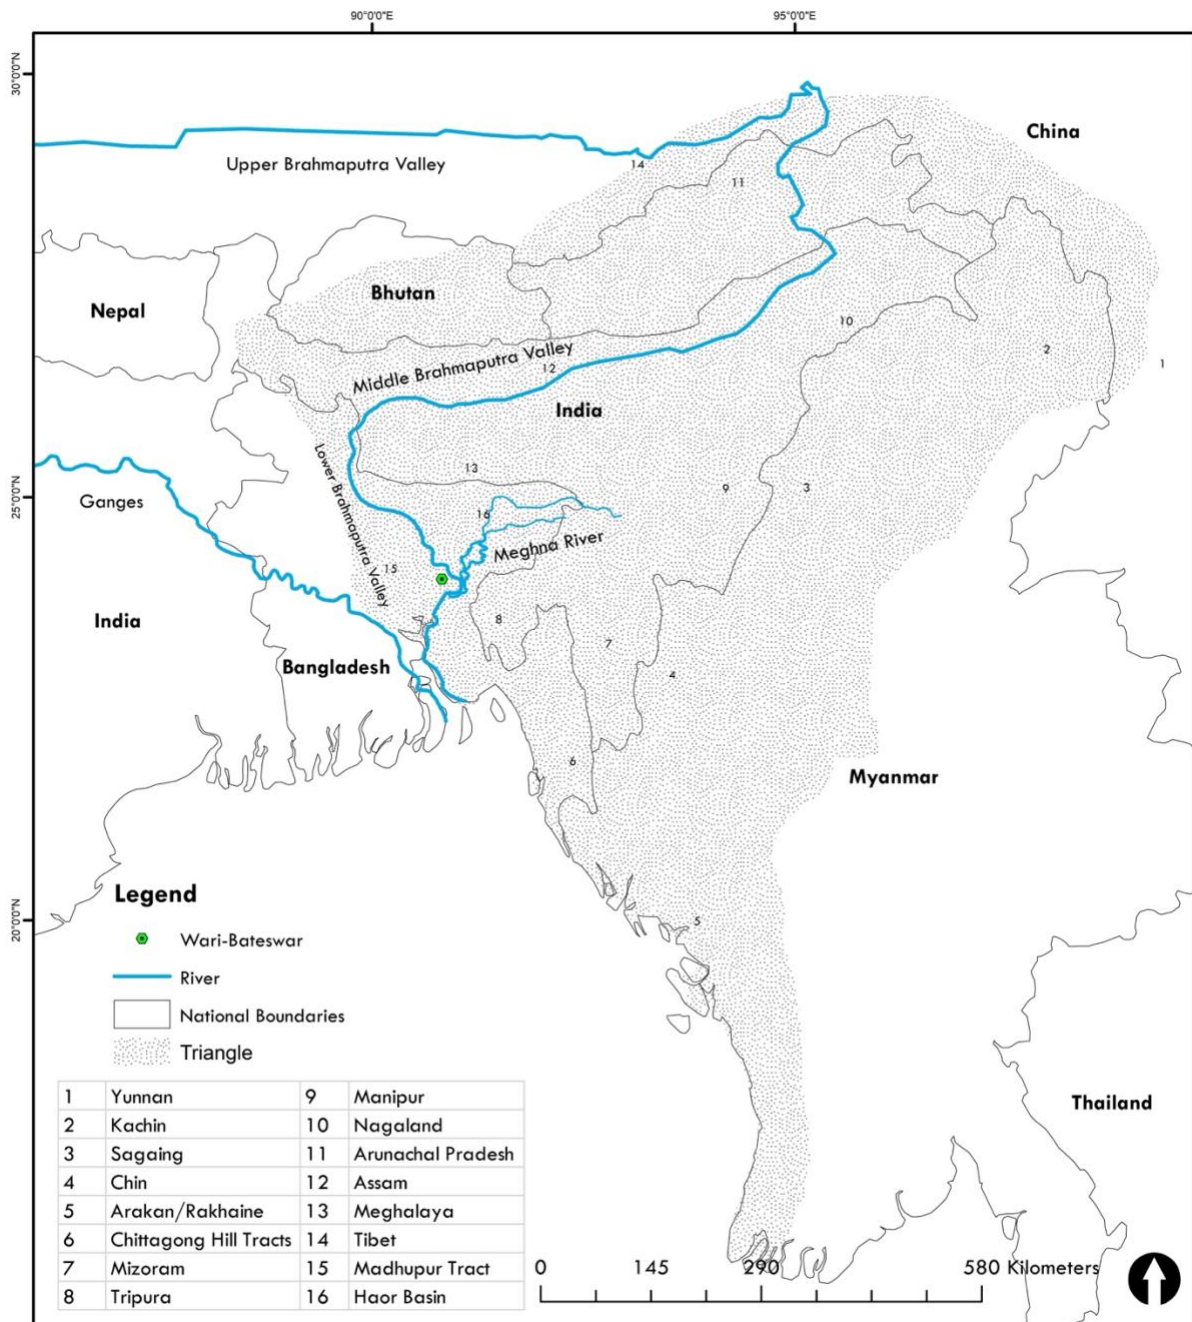 90°0'0"E 95°0'0"E
30°0'0"N
China
14
Upper Brahmaputra Valley
11
Bhutan
Nepal
10
2
Middle Brahmaputra Valley
1
12
India
Lower Brahmaputra Valley
13
25°0'0"N
9
3
Ganges
16
Meghna River
15
India
8
7
Bangladesh
4
6
Myanmar
Legend
5
20°0'0"N
Wari-Bateswar
River
National Boundaries
Triangle
1 Yunnan 9 Manipur
2 Kachin 10 Nagaland
3 Sagaing 11 Arunachal Pradesh
4 Chin 12 Assam
5 Arakan/Rakhaine 13 Meghalaya
6 Chittagong Hill Tracts 14 Tibet
7 Mizoram 15 Madhupur Tract
8 Tripura 16 Haor Basin
Thailand
0 145 290 580 Kilometers